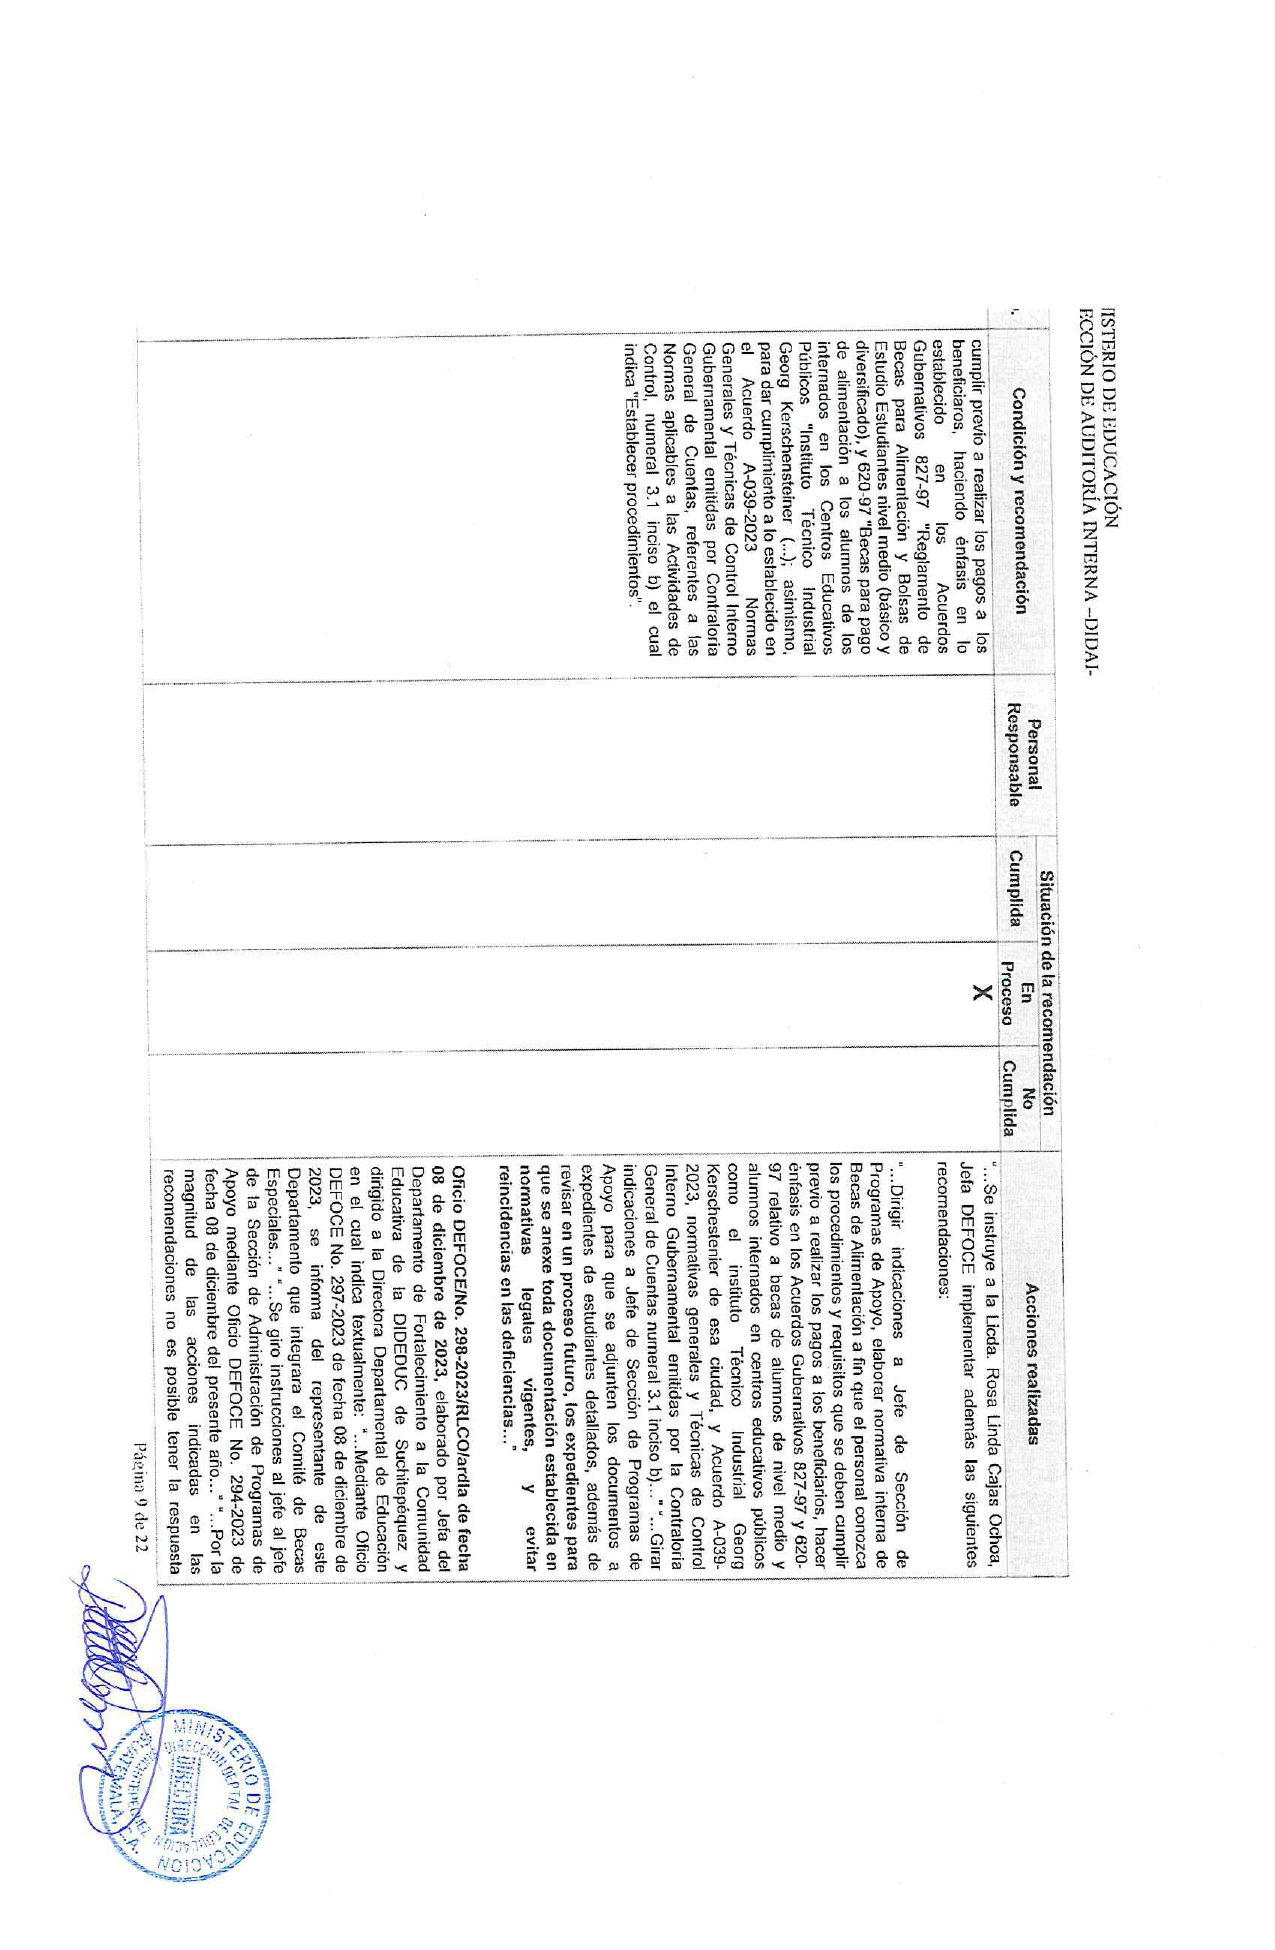 IISTERIO DE EDUCACIÓN
ECCIÓN DE AUDITORÍA INTERNA –DIDAI-
Condición y recomendación
Personal
Responsable
Situación de la recomendación
Cumplida
En
Proceso
No
Cumplida
Acciones realizadas
cumplir previo a realizar los pagos a los
beneficiaros, haciendo énfasis en lo
establecido en los Acuerdos
Gubernativos 827-97 "Reglamento de
Becas para Alimentación y Bolsas de
Estudio Estudiantes nivel medio (básico y
diversificado), y 620-97 "Becas para pago
de alimentación a los alumnos de los
internados en los Centros Educativos
Públicos "Instituto Técnico Industrial
Georg Kerschensteiner (...); asimismo,
para dar cumplimiento a lo establecido en
el Acuerdo A-039-2023 Normas
Generales y Técnicas de Control Interno
Gubernamental emitidas por Contraloría
General de Cuentas, referentes a las
Normas aplicables a las Actividades de
Control, numeral 3.1 inciso b) el cual
indica "Establecer procedimientos".
X
"...Se instruye a la Licda. Rosa Linda Cajas Ochoa,
Jefa DEFOCE implementar además las siguientes
recomendaciones:
"...Dirigir indicaciones a Jefe de Sección de
Programas de Apoyo, elaborar normativa interna de
Becas de Alimentación a fin que el personal conozca
los procedimientos y requisitos que se deben cumplir
previo a realizar los pagos a los beneficiarios, hacer
énfasis en los Acuerdos Gubernativos 827-97 y 620-
97 relativo a becas de alumnos de nivel medio y
alumnos internados en centros educativos públicos
como el instituto Técnico Industrial Georg
Kerschestenier de esa ciudad, y Acuerdo A-039-
2023, normativas generales y Técnicas de Control
Interno Gubernamental emitidas por la Contraloría
General de Cuentas numeral 3.1 inciso b)..." "...Girar
indicaciones a Jefe de Sección de Programas de
Apoyo para que se adjunten los documentos a
expedientes de estudiantes detallados, además de
revisar en un proceso futuro, los expedientes para
que se anexe toda documentación establecida en
normativas legales vigentes, y evitar
reincidencias en las deficiencias..."
Oficio DEFOCE/No. 298-2023/RLCO/ardla de fecha
08 de diciembre de 2023, elaborado por Jefa del
Departamento de Fortalecimiento a la Comunidad
Educativa de la DIDEDUC de Suchitepéquez y
dirigido a la Directora Departamental de Educación
en el cual indica textualmente: "...Mediante Oficio
DEFOCE No. 297-2023 de fecha 08 de diciembre de
2023, se informa del representante de este
Departamento que integrara el Comité de Becas
Especiales..." "...Se giro instrucciones al jefe al jefe
de la Sección de Administración de Programas de
Apoyo mediante Oficio DEFOCE No. 294-2023 de
fecha 08 de diciembre del presente año..." "...Por la
magnitud de las acciones indicadas en las
recomendaciones no es posible tener la respuesta
Página 9 de 22
MINISTERIO DE EDUCACION
DIRECCION DEPTAL DE EDUCACION
DIRECTORA
SUCHITEPEQUEZ
GUATEMALA, C.A.